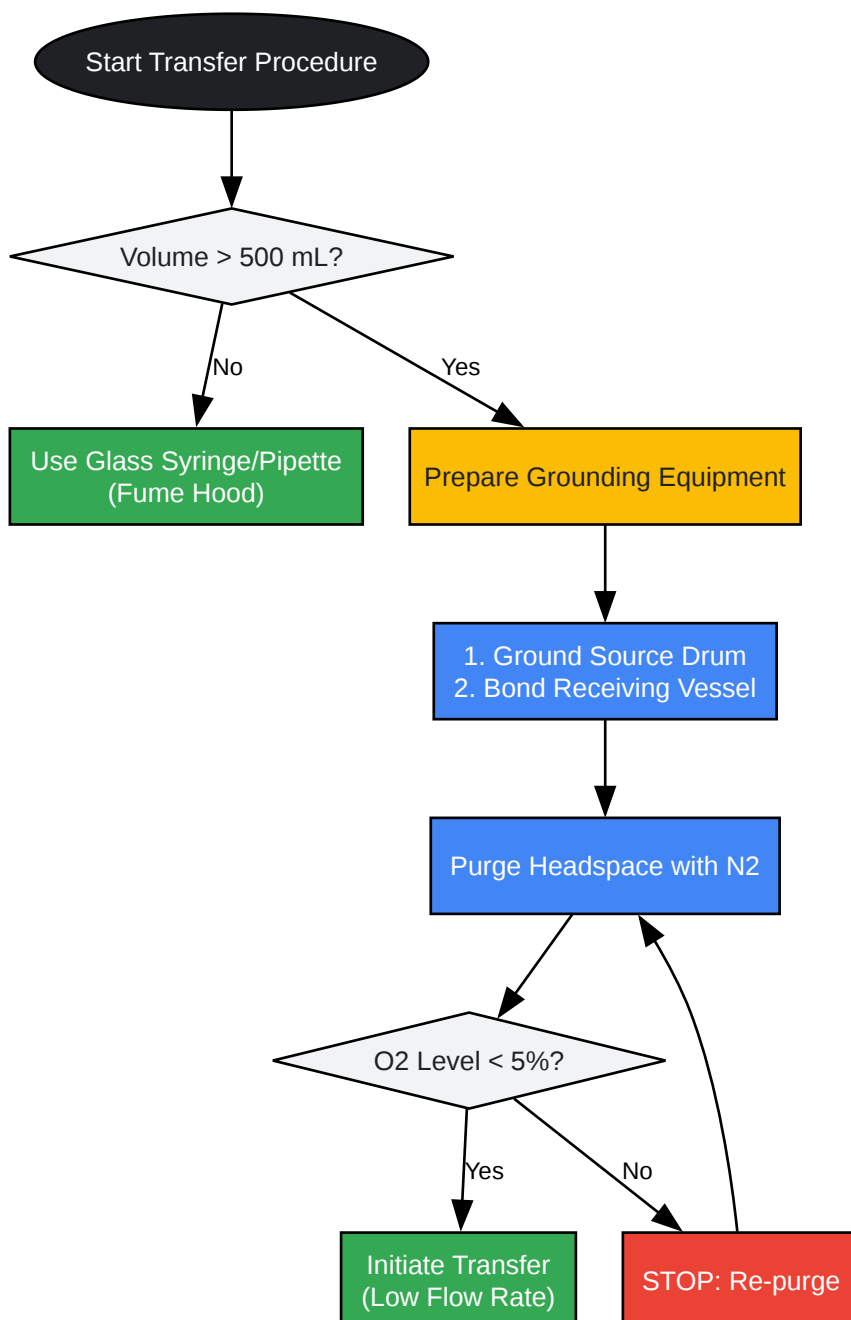 Start Transfer Procedure
Volume > 500 mL?
No
Yes
Use Glass Syringe/Pipette
(Fume Hood)
Prepare Grounding Equipment
1. Ground Source Drum
2. Bond Receiving Vessel
Purge Headspace with N2
O2 Level < 5%?
Yes
No
Initiate Transfer
(Low Flow Rate)
STOP: Re-purge